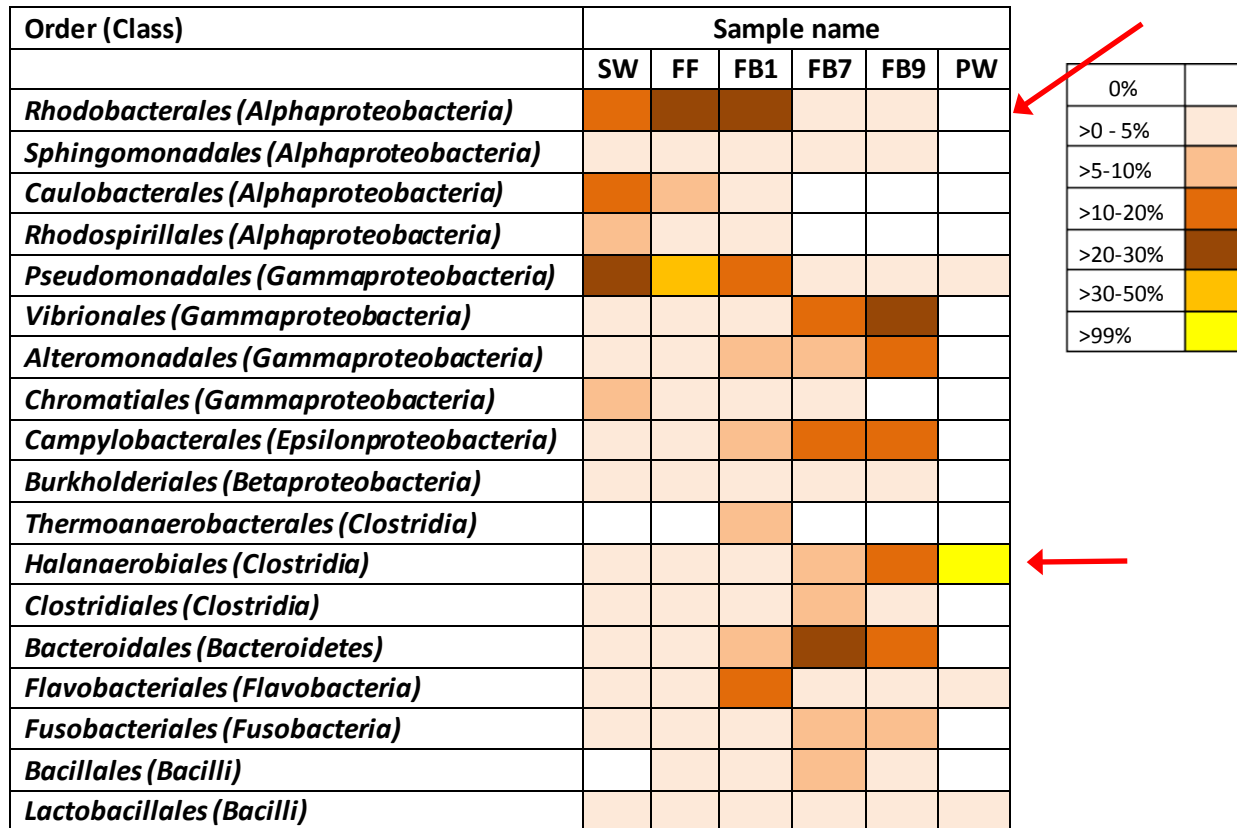 Order (Class) Sample name
SW FF FB1 FB7 FB9 PW
Rhodobacterales (Alphaproteobacteria)
Sphingomonadales (Alphaproteobacteria)
Caulobacterales (Alphaproteobacteria)
Rhodospirillales (Alphaproteobacteria)
Pseudomonadales (Gammaproteobacteria)
Vibrionales (Gammaproteobacteria)
Alteromonadales (Gammaproteobacteria)
Chromatiales (Gammaproteobacteria)
Campylobacterales (Epsilonproteobacteria)
Burkholderiales (Betaproteobacteria)
Thermoanaerobacterales (Clostridia)
Halanaerobiales (Clostridia)
Clostridiales (Clostridia)
Bacteroidales (Bacteroidetes)
Flavobacteriales (Flavobacteria)
Fusobacteriales (Fusobacteria)
Bacillales (Bacilli)
Lactobacillales (Bacilli)
0%
>0 - 5%
>5-10%
>10-20%
>20-30%
>30-50%
>99%